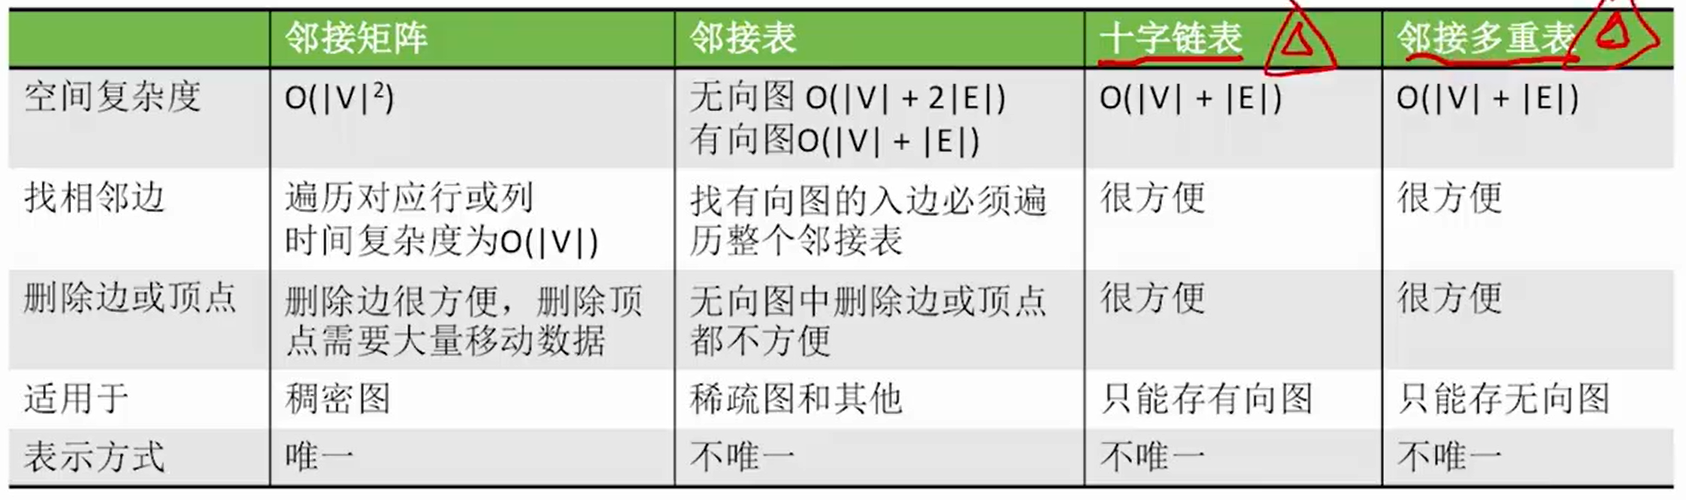 邻接矩阵 邻接表 十字链表 邻接多重表
空间复杂度 O(|V|²) 无向图 O(|V| + 2|E|) O(|V| + |E|) O(|V| + |E|)
有向图O(|V| + |E|)
找相邻边 遍历对应行或列 找有向图的入边必须遍 很方便 很方便
时间复杂度为O(|V|) 历整个邻接表
删除边或顶点 删除边很方便，删除顶 无向图中删除边或顶点 很方便 很方便
点需要大量移动数据 都不方便
适用于 稠密图 稀疏图和其他 只能存有向图 只能存无向图
表示方式 唯一 不唯一 不唯一 不唯一